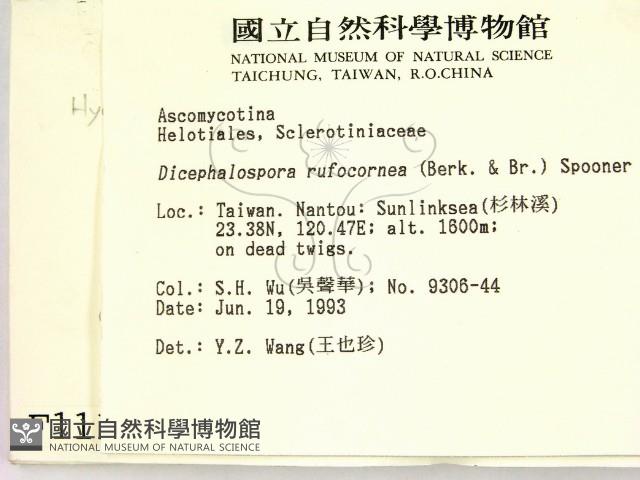 國立自然科學博物館
NATIONAL MUSEUM OF NATURAL SCIENCE
TAICHUNG, TAIWAN, R.O.CHINA
Ascomycotina
Helotiales, Sclerotiniaceae
Dicephalospora rufocornea (Berk. & Br.) Spooner
Loc.: Taiwan. Nantou: Sunlinksea(杉林溪)
23.38N, 120.47E; alt. 1600m;
on dead twigs.
Col.: S.H. Wu(吳聲華); No. 9306-44
Date: Jun. 19, 1993
Det.: Y.Z. Wang(王也珍)
國立自然科學博物館
NATIONAL MUSEUM OF NATURAL SCIENCE